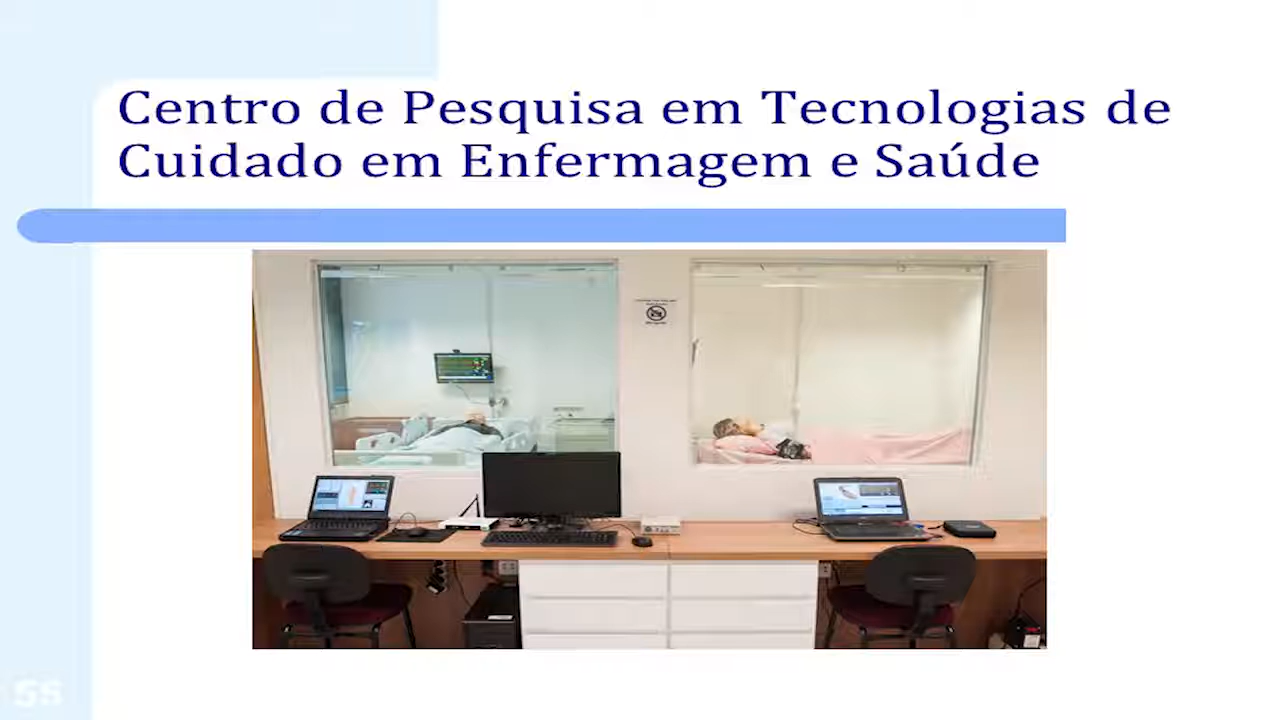 Centro de Pesquisa em Tecnologias de
Cuidado em Enfermagem e Saúde
55